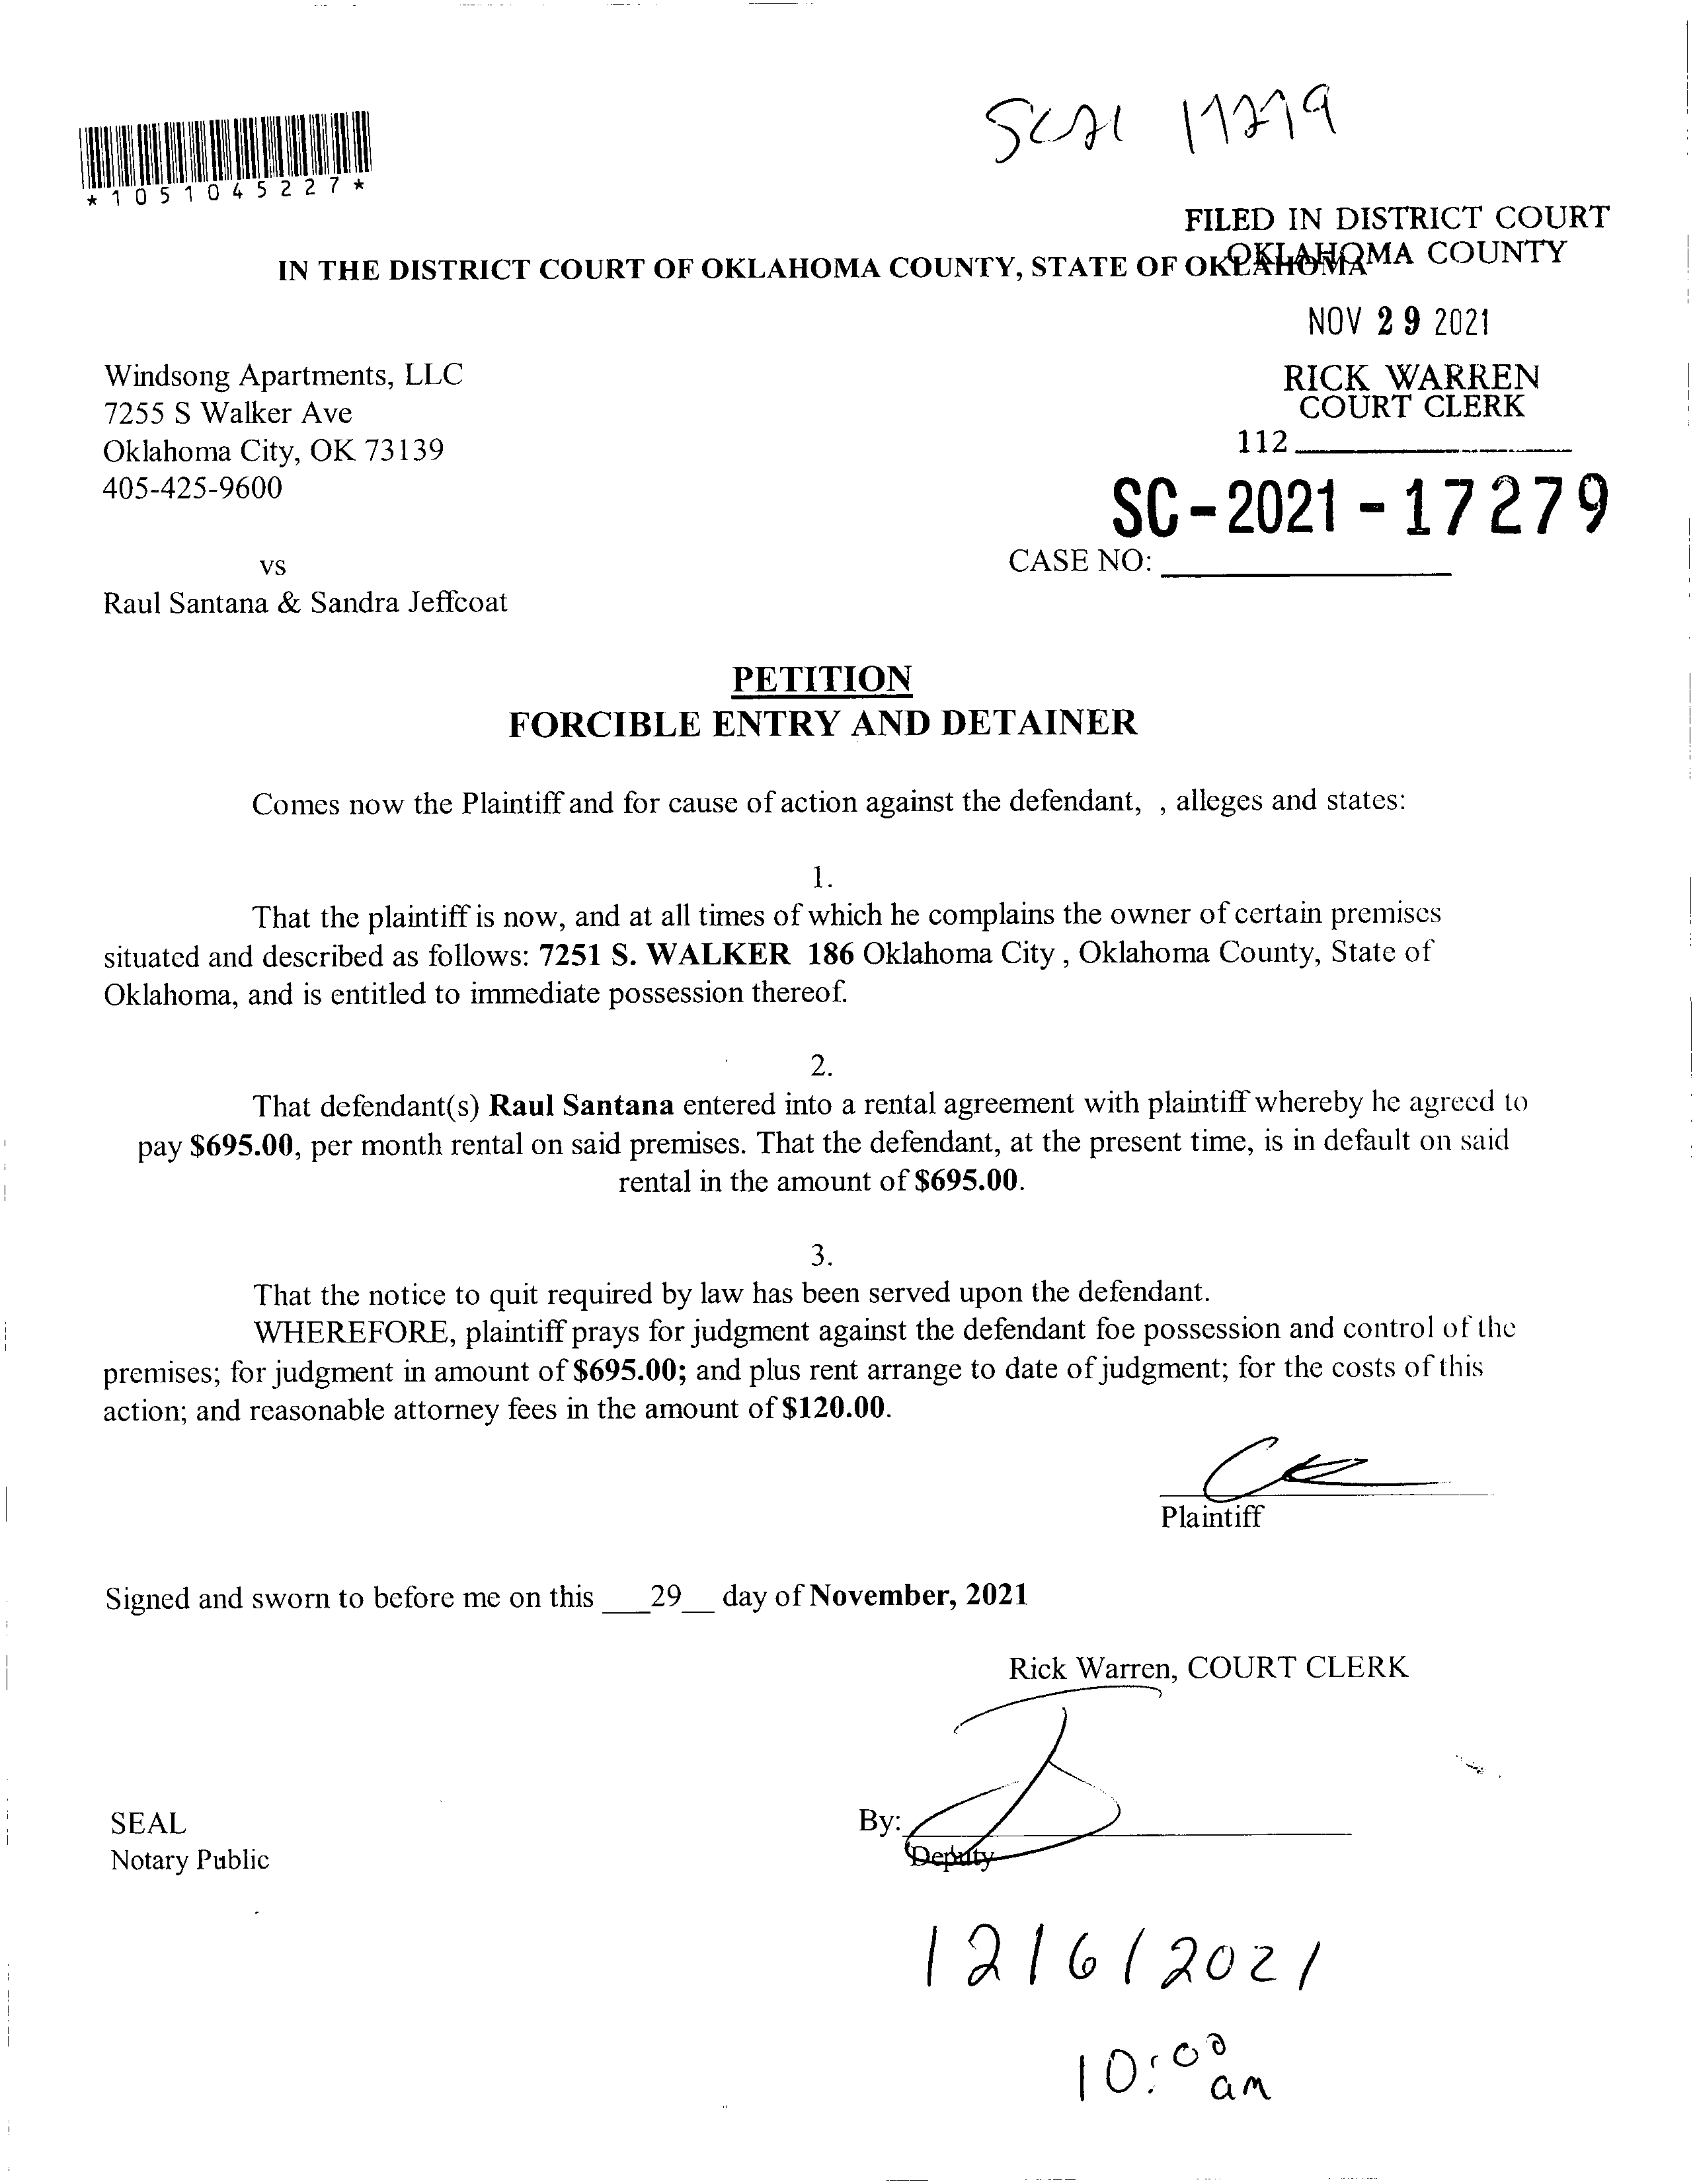 SC21 17279
*1051045227*
FILED IN DISTRICT COURT
OKLAHOMA COUNTY
IN THE DISTRICT COURT OF OKLAHOMA COUNTY, STATE OF OKLAHOMA
NOV 29 2021
Windsong Apartments, LLC
RICK WARREN
7255 S Walker Ave
COURT CLERK
Oklahoma City, OK 73139
112
405-425-9600
SC-2021-17279
vs
CASE NO:
Raul Santana & Sandra Jeffcoat
PETITION
FORCIBLE ENTRY AND DETAINER
Comes now the Plaintiff and for cause of action against the defendant, , alleges and states:
1.
That the plaintiff is now, and at all times of which he complains the owner of certain premises
situated and described as follows: 7251 S. WALKER 186 Oklahoma City , Oklahoma County, State of
Oklahoma, and is entitled to immediate possession thereof.
2.
That defendant(s) Raul Santana entered into a rental agreement with plaintiff whereby he agreed to
pay $695.00, per month rental on said premises. That the defendant, at the present time, is in default on said
rental in the amount of $695.00.
3.
That the notice to quit required by law has been served upon the defendant.
WHEREFORE, plaintiff prays for judgment against the defendant foe possession and control of the
premises; for judgment in amount of $695.00; and plus rent arrange to date of judgment; for the costs of this
action; and reasonable attorney fees in the amount of $120.00.
Plaintiff
Signed and sworn to before me on this ___29__ day of November, 2021
Rick Warren, COURT CLERK
SEAL
By:
Notary Public
Deputy
12/6/2021
10:00 am